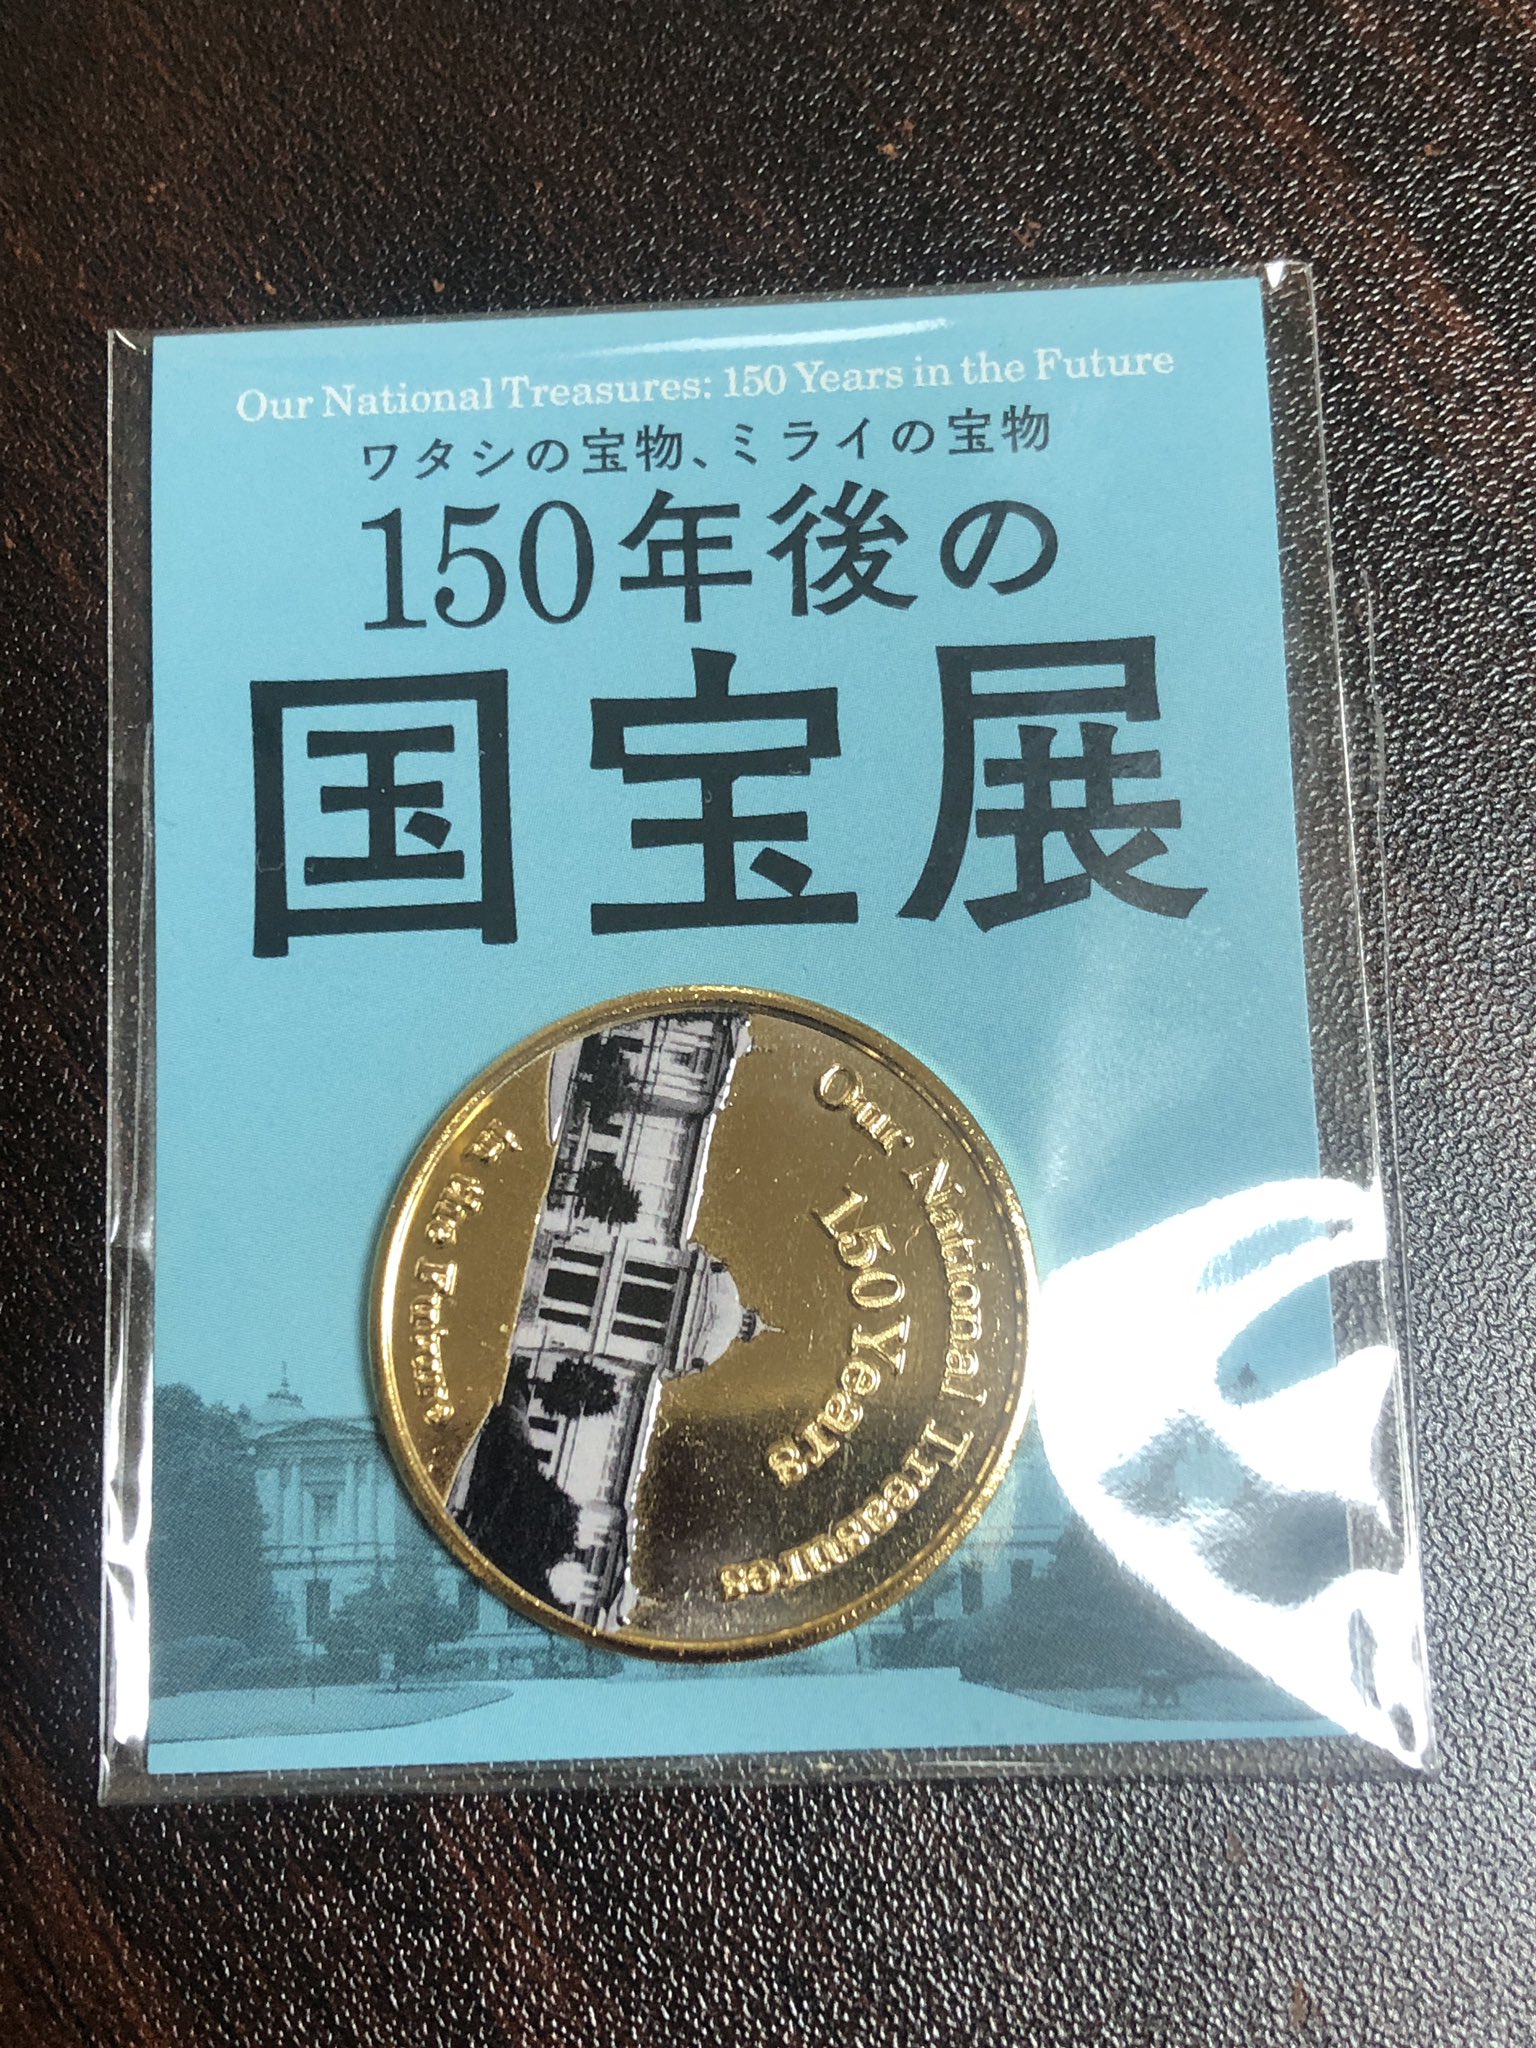 Our National Treasures: 150 Years in the Future
ワタシの宝物、ミライの宝物
150年後の
国宝展
Our National Treasures
150 Years
in the Future